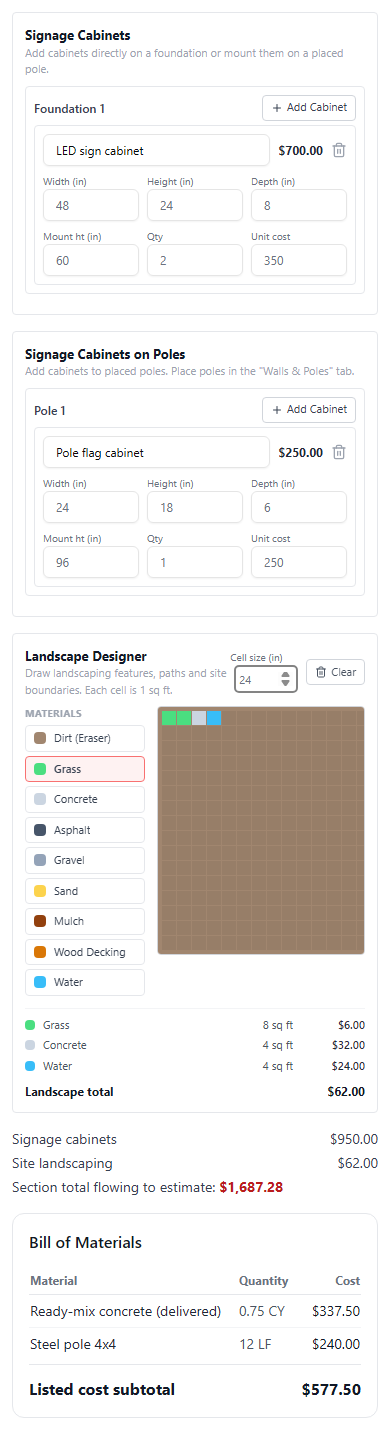 Signage Cabinets
Add cabinets directly on a foundation or mount them on a placed
pole.
Foundation 1
+ Add Cabinet
LED sign cabinet
$700.00
Width (in) Height (in) Depth (in)
48 24 8
Mount ht (in) Qty Unit cost
60 2 350
Signage Cabinets on Poles
Add cabinets to placed poles. Place poles in the "Walls & Poles" tab.
Pole 1
+ Add Cabinet
Pole flag cabinet
$250.00
Width (in) Height (in) Depth (in)
24 18 6
Mount ht (in) Qty Unit cost
96 1 250
Landscape Designer
Draw landscaping features, paths and site
boundaries. Each cell is 1 sq ft.
Cell size (in)
24
Clear
MATERIALS
Dirt (Eraser)
Grass
Concrete
Asphalt
Gravel
Sand
Mulch
Wood Decking
Water
Grass 8 sq ft $6.00
Concrete 4 sq ft $32.00
Water 4 sq ft $24.00
Landscape total $62.00
Signage cabinets $950.00
Site landscaping $62.00
Section total flowing to estimate: $1,687.28
Bill of Materials
Material Quantity Cost
Ready-mix concrete (delivered) 0.75 CY $337.50
Steel pole 4x4 12 LF $240.00
Listed cost subtotal $577.50